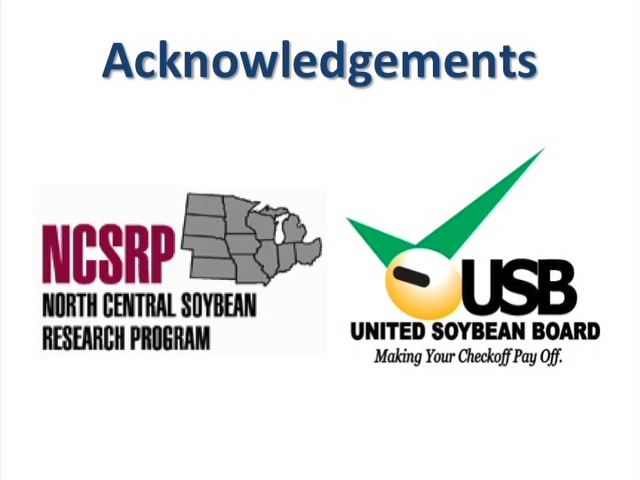 Acknowledgements
NCSRP
NORTH CENTRAL SOYBEAN
RESEARCH PROGRAM
USB
UNITED SOYBEAN BOARD
Making Your Checkoff Pay Off.